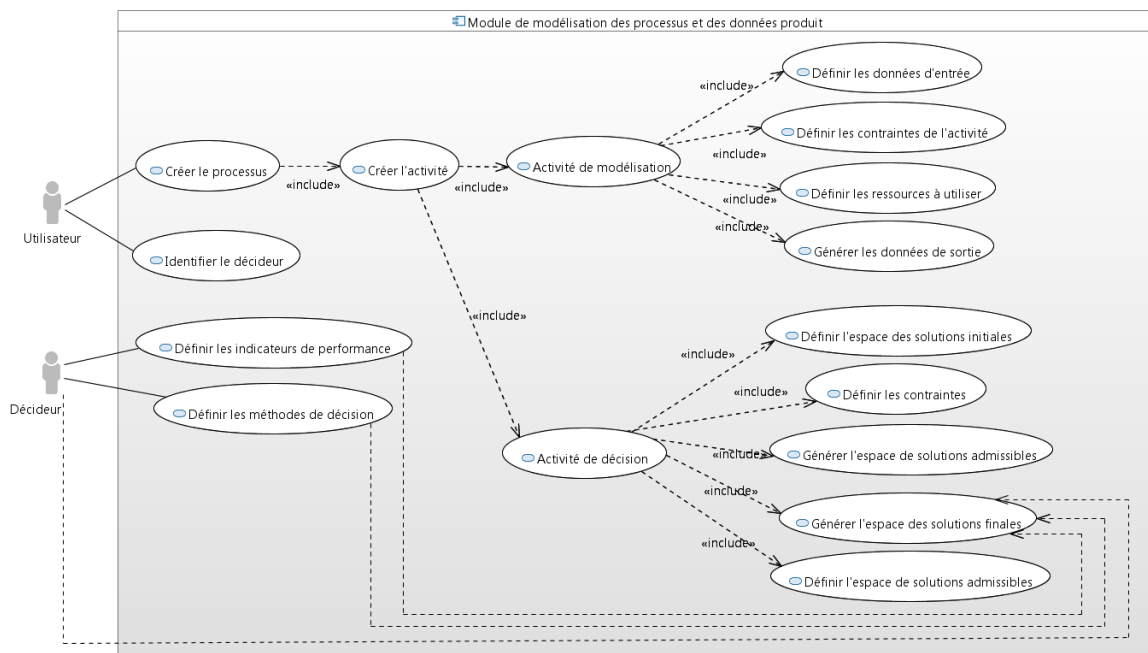 Module de modélisation des processus et des données produit
Définir les données d'entrée
«include»
Définir les contraintes de l'activité
«include»
Créer le processus
«include»
Créer l'activité
«include»
Activité de modélisation
Définir les ressources à utiliser
«include»
«include»
Générer les données de sortie
Utilisateur
Identifier le décideur
«include»
Définir l'espace des solutions initiales
«include»
Définir les indicateurs de performance
«include»
Définir les contraintes
Décideur
Définir les méthodes de décision
Activité de décision
«include»
Générer l'espace de solutions admissibles
«include»
Générer l'espace des solutions finales
«include»
Définir l'espace de solutions admissibles